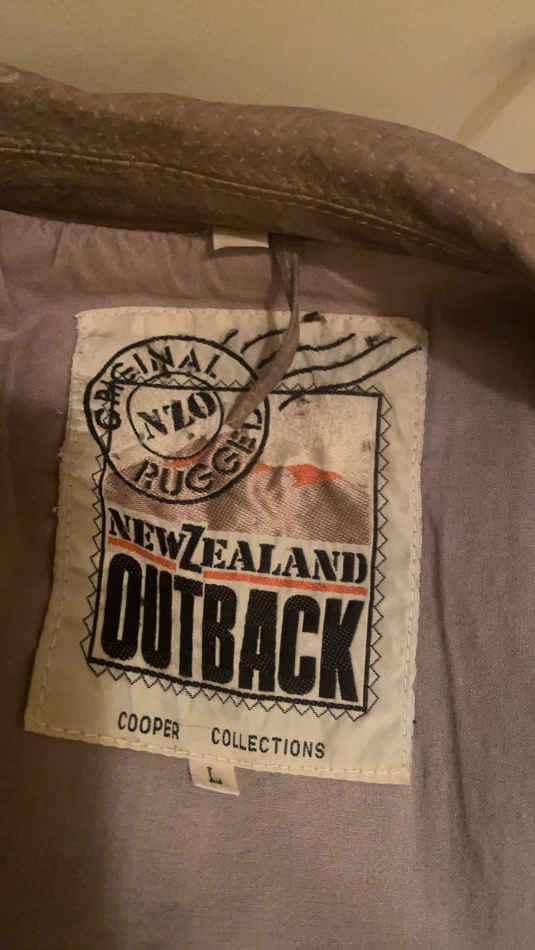 ORIGINAL
NZO
RUGGED
NEW ZEALAND
OUTBACK
COOPER COLLECTIONS
L